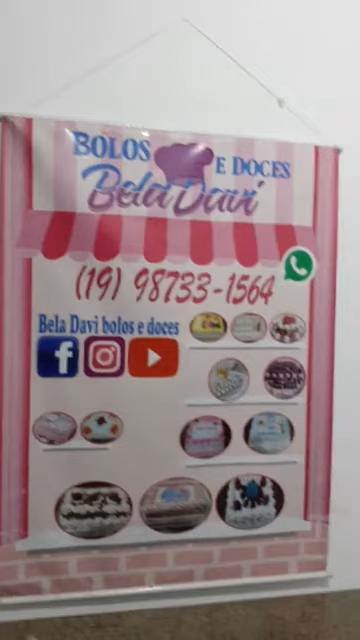 BOLOS E DOCES
Bela Davi
(19) 98733-1564
Bela Davi bolos e doces